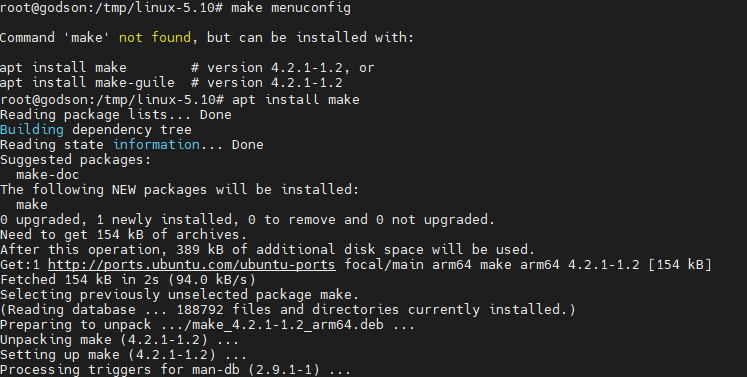 root@godson:/tmp/linux-5.10# make menuconfig
Command 'make' not found, but can be installed with:
apt install make        # version 4.2.1-1.2, or
apt install make-guile  # version 4.2.1-1.2
root@godson:/tmp/linux-5.10# apt install make
Reading package lists... Done
Building dependency tree
Reading state information... Done
Suggested packages:
  make-doc
The following NEW packages will be installed:
  make
0 upgraded, 1 newly installed, 0 to remove and 0 not upgraded.
Need to get 154 kB of archives.
After this operation, 389 kB of additional disk space will be used.
Get:1 http://ports.ubuntu.com/ubuntu-ports focal/main arm64 make arm64 4.2.1-1.2 [154 kB]
Fetched 154 kB in 2s (94.0 kB/s)
Selecting previously unselected package make.
(Reading database ... 188792 files and directories currently installed.)
Preparing to unpack .../make_4.2.1-1.2_arm64.deb ...
Unpacking make (4.2.1-1.2) ...
Setting up make (4.2.1-1.2) ...
Processing triggers for man-db (2.9.1-1) ...